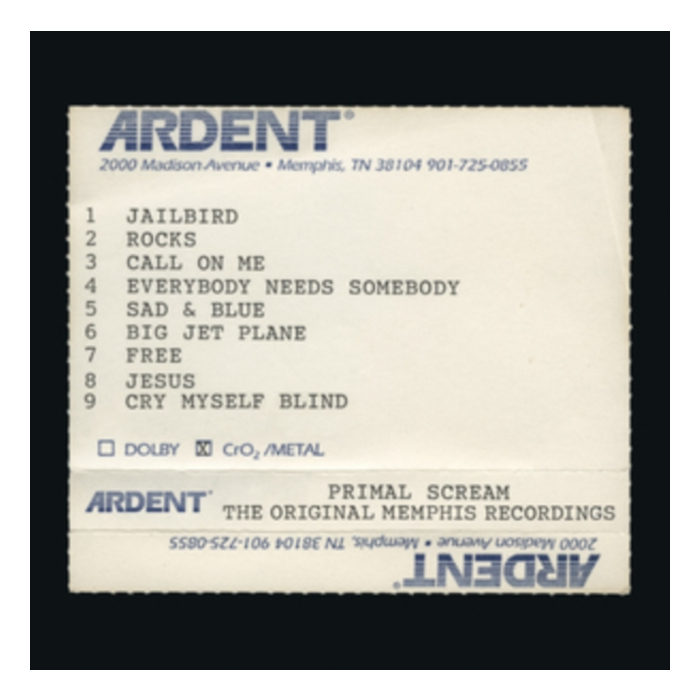 ARDENT®
2000 Madison Avenue • Memphis, TN 38104 901-725-0855
1 JAILBIRD
2 ROCKS
3 CALL ON ME
4 EVERYBODY NEEDS SOMEBODY
5 SAD & BLUE
6 BIG JET PLANE
7 FREE
8 JESUS
9 CRY MYSELF BLIND
☐ DOLBY ☒ CrO₂ /METAL
ARDENT® PRIMAL SCREAM
THE ORIGINAL MEMPHIS RECORDINGS
2000 Madison Avenue • Memphis, TN 38104 901-725-0855
ARDENT®